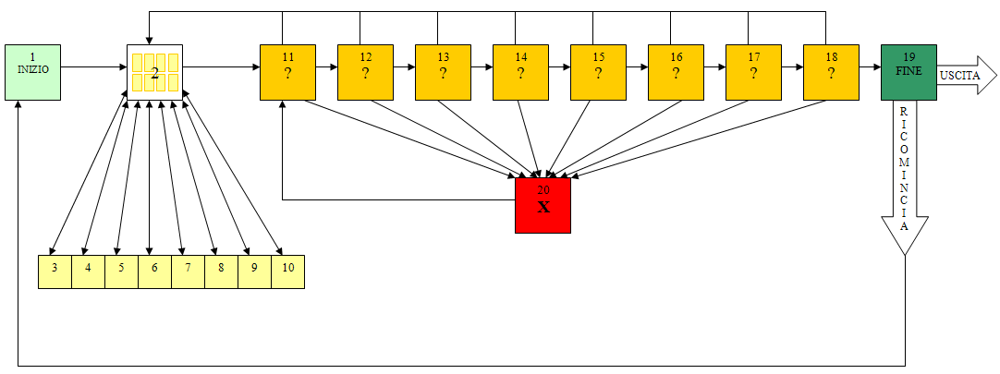 1
INIZIO
2
11
?
12
?
13
?
14
?
15
?
16
?
17
?
18
?
19
FINE
USCITA
R
I
C
O
M
I
N
C
I
A
20
X
3
4
5
6
7
8
9
10